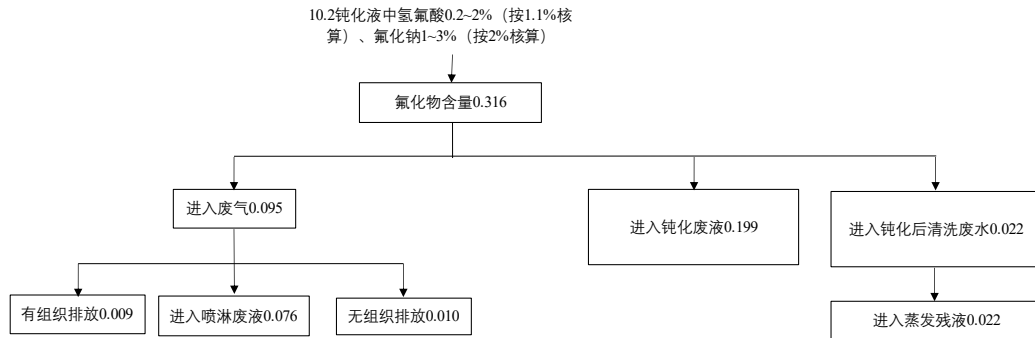 10.2钝化液中氢氟酸0.2~2%（按1.1%核
算）、氟化钠1~3%（按2%核算）
氟化物含量0.316
进入废气0.095
进入钝化废液0.199
进入钝化后清洗废水0.022
有组织排放0.009
进入喷淋废液0.076
无组织排放0.010
进入蒸发残液0.022